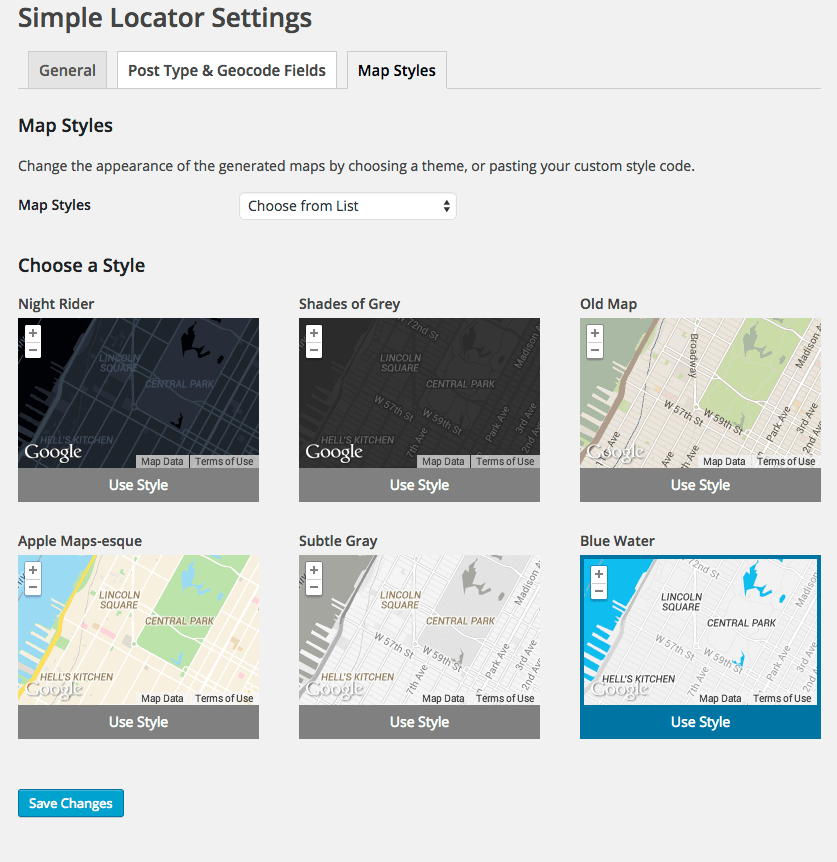 Simple Locator Settings
General
Post Type & Geocode Fields
Map Styles
Map Styles
Change the appearance of the generated maps by choosing a theme, or pasting your custom style code.
Map Styles
Choose from List
Choose a Style
Night Rider
+
−
LINCOLN
SQUARE
CENTRAL PARK
HELL'S KITCHEN
Google
Map Data
Terms of Use
Use Style
Shades of Grey
+
−
72nd St
LINCOLN
SQUARE
Madison A
CENTRAL PARK
W 57th St
W 59th St
Park Ave
3rd Ave
HELL'S KITCHEN
7th Ave
2nd A
Google
Map Data
Terms of Use
Use Style
Old Map
+
−
Broadway
Madison A
W 57th St
W 59th St
Park Ave
3rd Ave
2nd Av
Google
Map Data
Terms of Use
Use Style
Apple Maps-esque
+
−
LINCOLN
SQUARE
CENTRAL PARK
HELL'S KITCHEN
Google
Map Data
Terms of Use
Use Style
Subtle Gray
+
−
LINCOLN
SQUARE
Madison A
CENTRAL PARK
W 57th St
W 59th St
Park Ave
3rd Ave
HELL'S KITCHEN
7th Ave
2nd Av
Google
Map Data
Terms of Use
Use Style
Blue Water
+
−
72nd St
LINCOLN
SQUARE
Madison
CENTRAL PARK
W 57th St
W 59th St
Park Ave
3rd Ave
HELL'S KITCHEN
7th Ave
2nd A
Google
Map Data
Terms of Use
Use Style
Save Changes